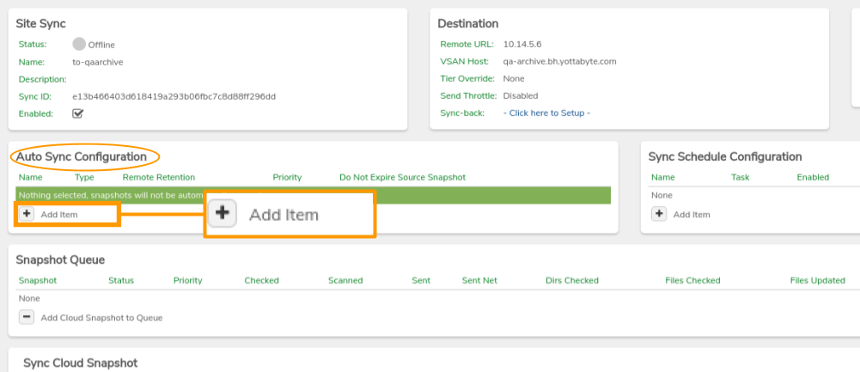 Site Sync
Status: Offline
Name: to-qaarchive
Description:
Sync ID: e13b466403d618419a293b06fbc7c8d88ff296dd
Enabled:
Destination
Remote URL: 10.14.5.6
VSAN Host: qa-archive.bh.yottabyte.com
Tier Override: None
Send Throttle: Disabled
Sync-back: - Click here to Setup -
Auto Sync Configuration
Name Type Remote Retention Priority Do Not Expire Source Snapshot
Nothing selected, snapshots will not be autom
Add Item
Add Item
Sync Schedule Configuration
Name Task Enabled
None
Add Item
Snapshot Queue
Snapshot Status Priority Checked Scanned Sent Sent Net Dirs Checked Files Checked Files Updated
None
Add Cloud Snapshot to Queue
Sync Cloud Snapshot